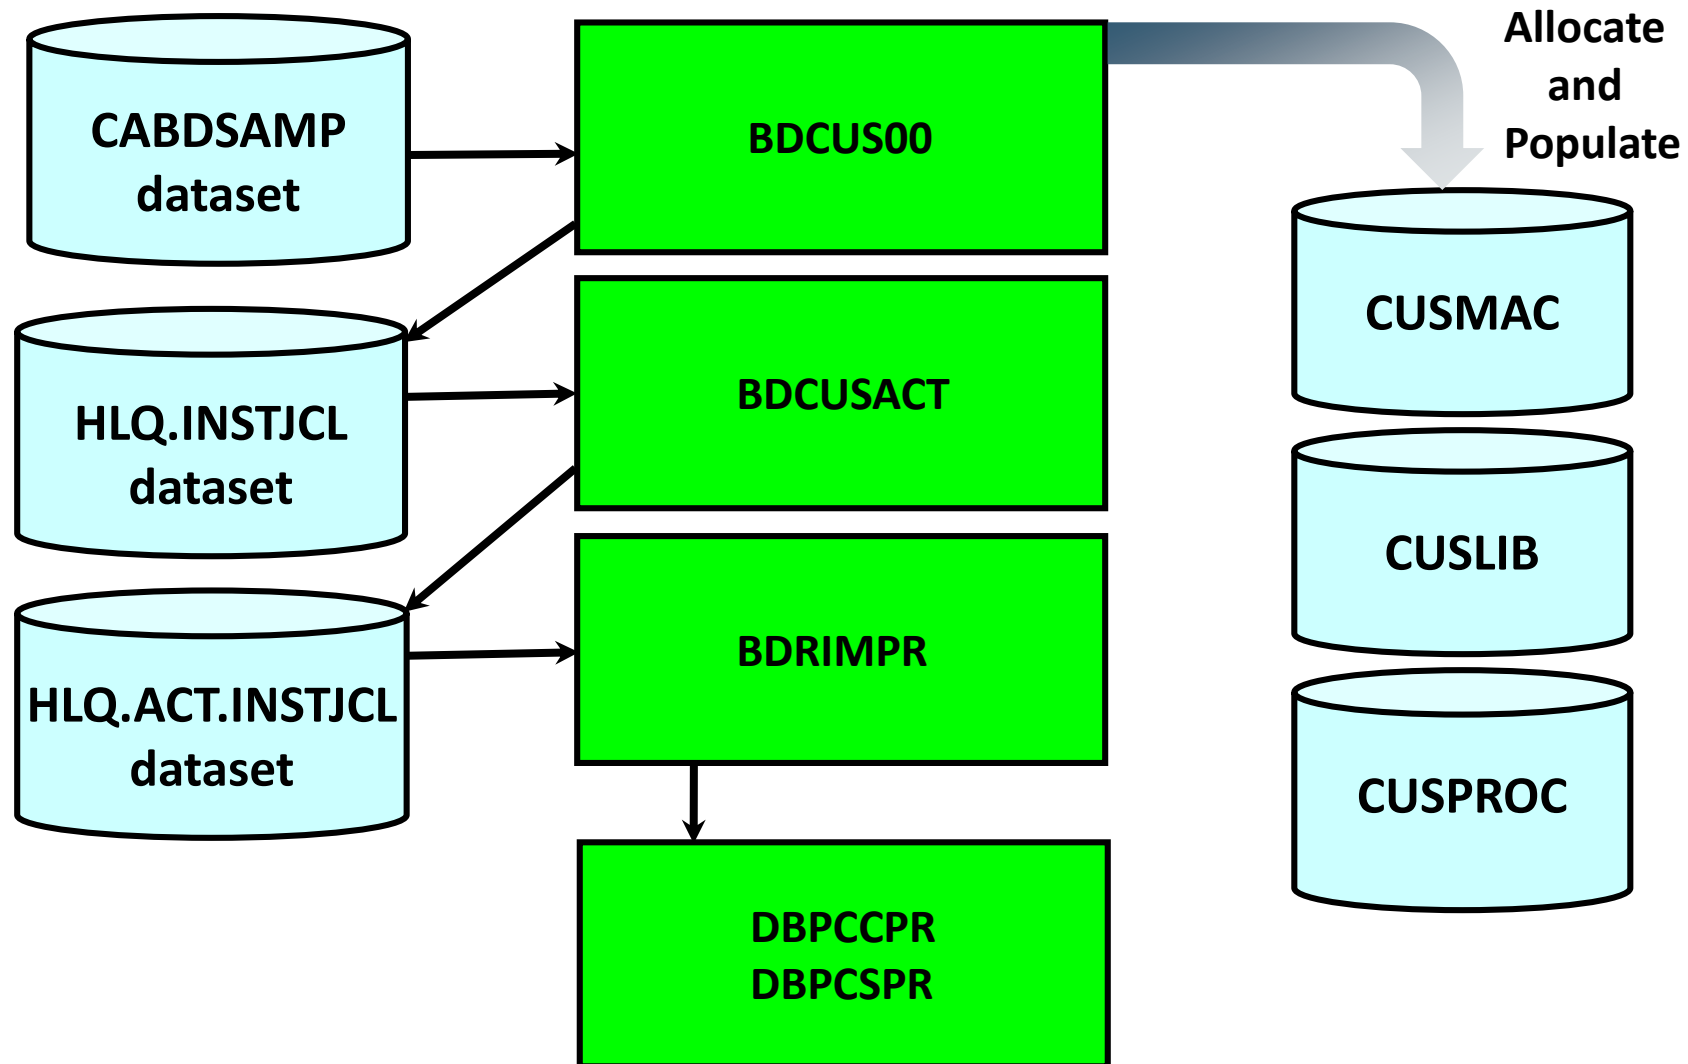 CABDSAMP
dataset
BDCUS00
Allocate
and
Populate
HLQ.INSTJCL
dataset
BDCUSACT
CUSMAC
HLQ.ACT.INSTJCL
dataset
BDRIMPR
CUSLIB
DBPCCPR
DBPCSPR
CUSPROC